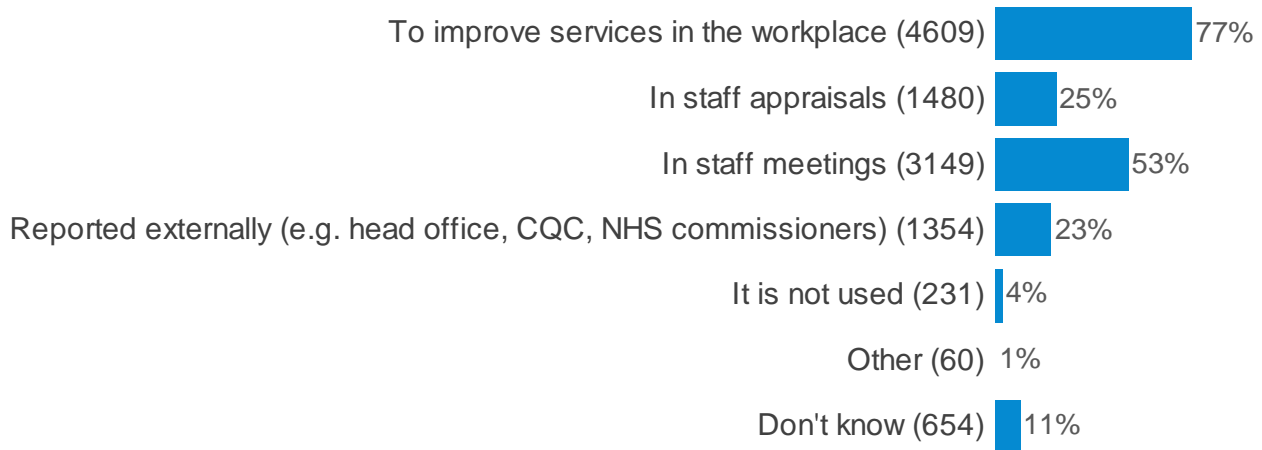 To improve services in the workplace (4609) 77%
In staff appraisals (1480) 25%
In staff meetings (3149) 53%
Reported externally (e.g. head office, CQC, NHS commissioners) (1354) 23%
It is not used (231) 4%
Other (60) 1%
Don't know (654) 11%